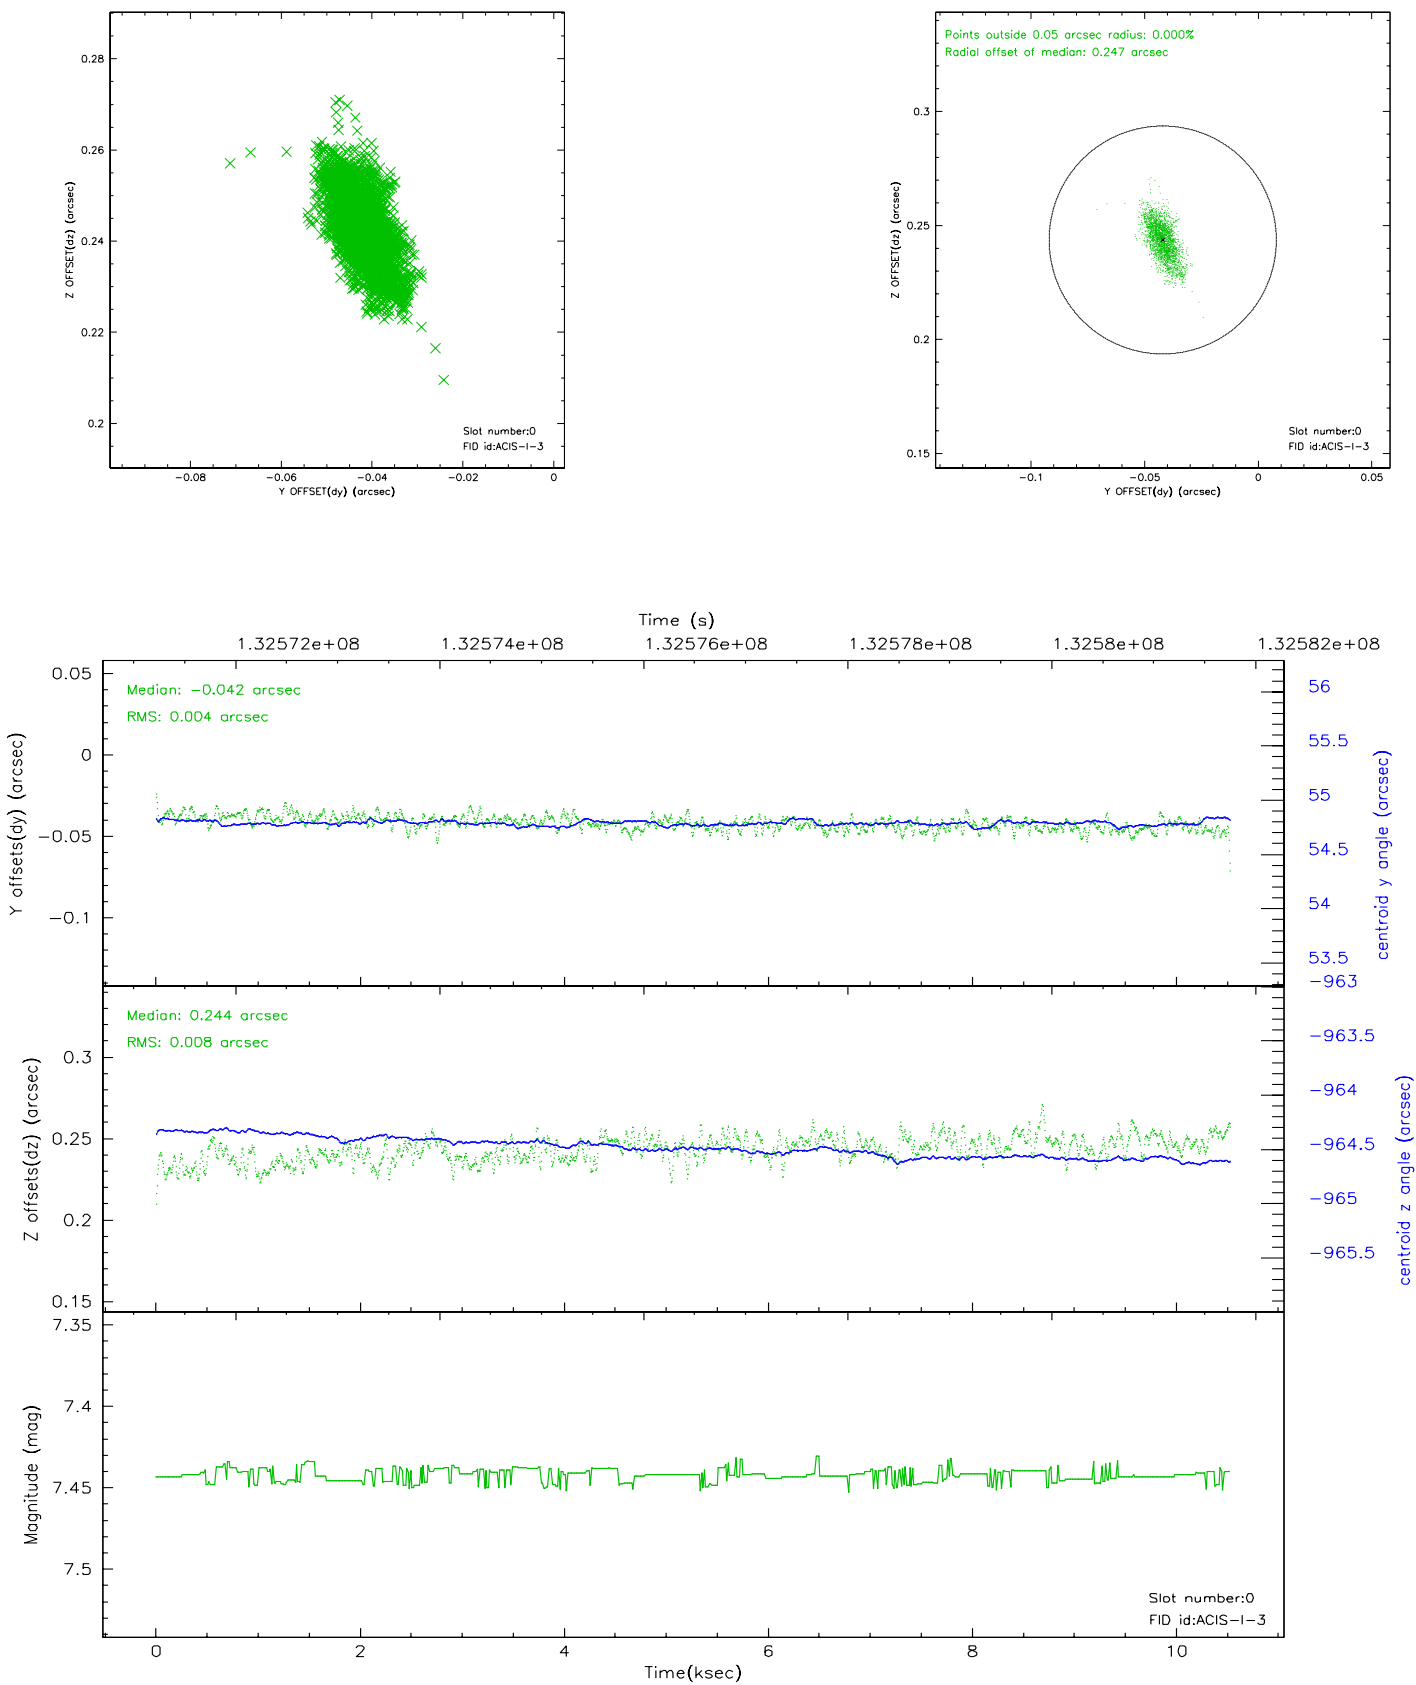 0.28
0.26
0.24
0.22
0.2
Z OFFSET(dz) (arcsec)
Slot number:0
FID id:ACIS-I-3
-0.08 -0.06 -0.04 -0.02 0
Y OFFSET(dy) (arcsec)
Points outside 0.05 arcsec radius: 0.000%
Radial offset of median: 0.247 arcsec
0.3
0.25
0.2
0.15
Z OFFSET(dz) (arcsec)
Slot number:0
FID id:ACIS-I-3
-0.1 -0.05 0 0.05
Y OFFSET(dy) (arcsec)
Time (s)
1.32572e+08 1.32574e+08 1.32576e+08 1.32578e+08 1.3258e+08 1.32582e+08
Median: -0.042 arcsec
RMS: 0.004 arcsec
0.05
0
-0.05
-0.1
Y offsets(dy) (arcsec)
56
55.5
55
54.5
54
53.5
centroid y angle (arcsec)
Median: 0.244 arcsec
RMS: 0.008 arcsec
0.3
0.25
0.2
0.15
Z offsets(dz) (arcsec)
-963
-963.5
-964
-964.5
-965
-965.5
centroid z angle (arcsec)
7.35
7.4
7.45
7.5
Magnitude (mag)
Slot number:0
FID id:ACIS-I-3
0 2 4 6 8 10
Time(ksec)